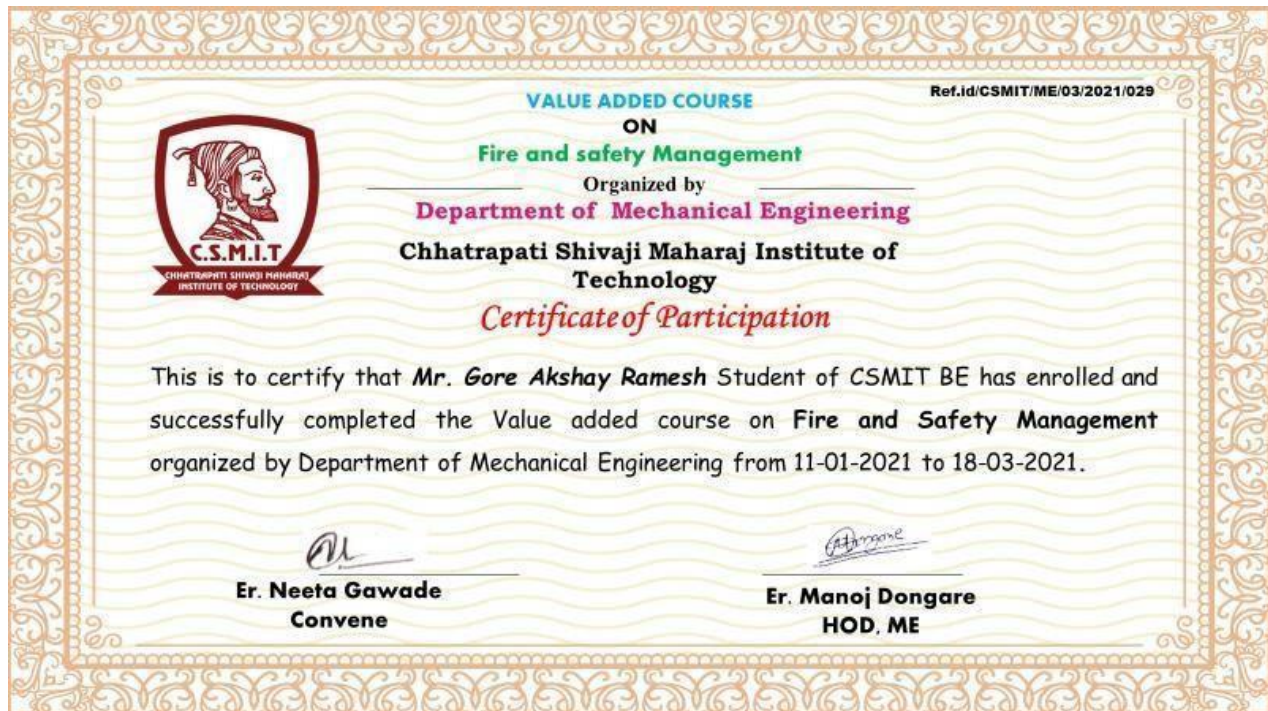 Ref.id/CSMIT/ME/03/2021/029
VALUE ADDED COURSE
ON
Fire and safety Management
Organized by
Department of Mechanical Engineering
Chhatrapati Shivaji Maharaj Institute of
Technology
Certificate of Participation
C.S.M.I.T
CHHATRAPATI SHIVAJI MAHARAJ
INSTITUTE OF TECHNOLOGY
This is to certify that Mr. Gore Akshay Ramesh Student of CSMIT BE has enrolled and
successfully completed the Value added course on Fire and Safety Management
organized by Department of Mechanical Engineering from 11-01-2021 to 18-03-2021.
Er. Neeta Gawade
Convene
Er. Manoj Dongare
HOD, ME